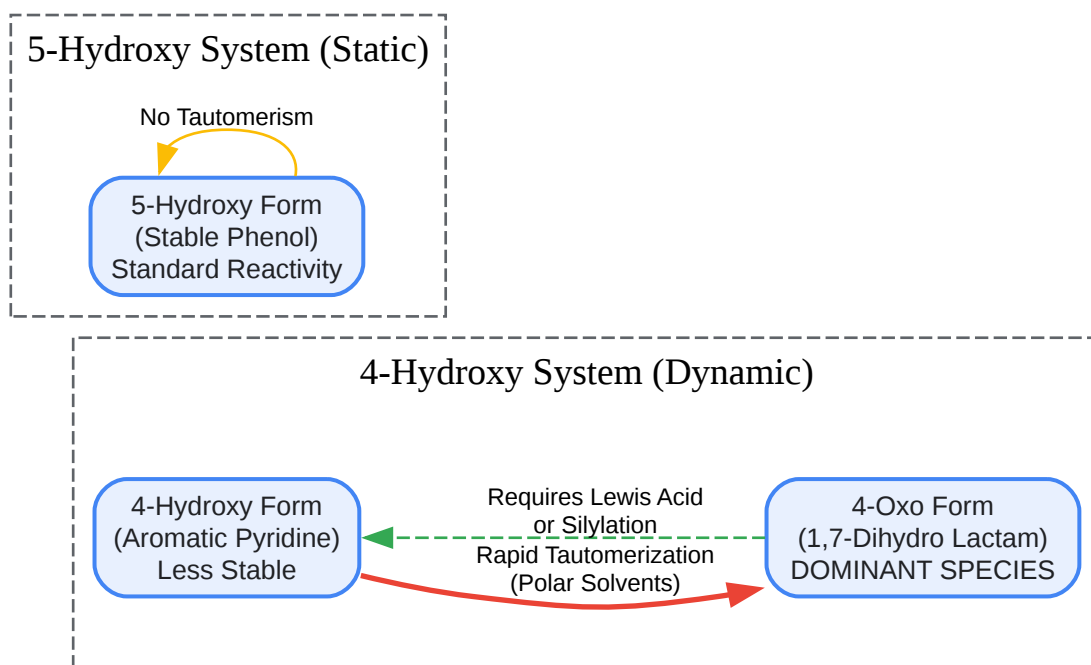 5-Hydroxy System (Static)
No Tautomerism
5-Hydroxy Form
(Stable Phenol)
Standard Reactivity
4-Hydroxy System (Dynamic)
4-Hydroxy Form
(Aromatic Pyridine)
Less Stable
Requires Lewis Acid
or Silylation
Rapid Tautomerization
(Polar Solvents)
4-Oxo Form
(1,7-Dihydro Lactam)
DOMINANT SPECIES